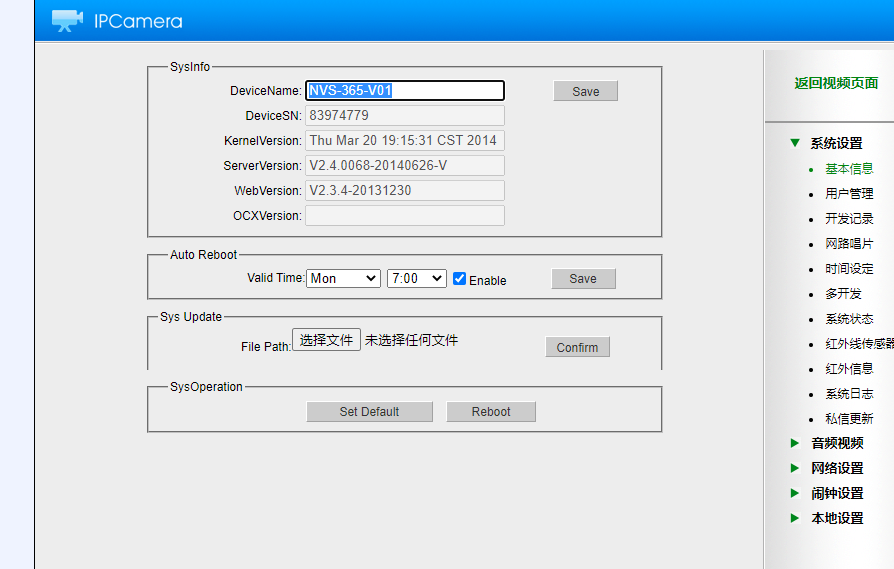 IPCamera
SysInfo
DeviceName: NVS-365-V01 Save
DeviceSN: 83974779
KernelVersion: Thu Mar 20 19:15:31 CST 2014
ServerVersion: V2.4.0068-20140626-V
WebVersion: V2.3.4-20131230
OCXVersion:
Auto Reboot
Valid Time: Mon 7:00 Enable Save
Sys Update
File Path: 选择文件 未选择任何文件 Confirm
SysOperation
Set Default Reboot
返回视频页面
系统设置
基本信息
用户管理
开发记录
网路唱片
时间设定
多开发
系统状态
红外线传感器
红外信息
系统日志
私信更新
音频视频
网络设置
闹钟设置
本地设置